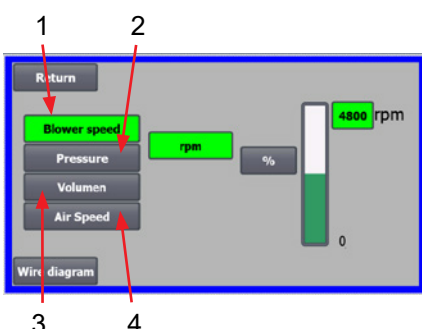 1 2
Return
4800 rpm
Blower speed
rpm
Pressure
%
Volumen
Air Speed
0
Wire diagram
3 4